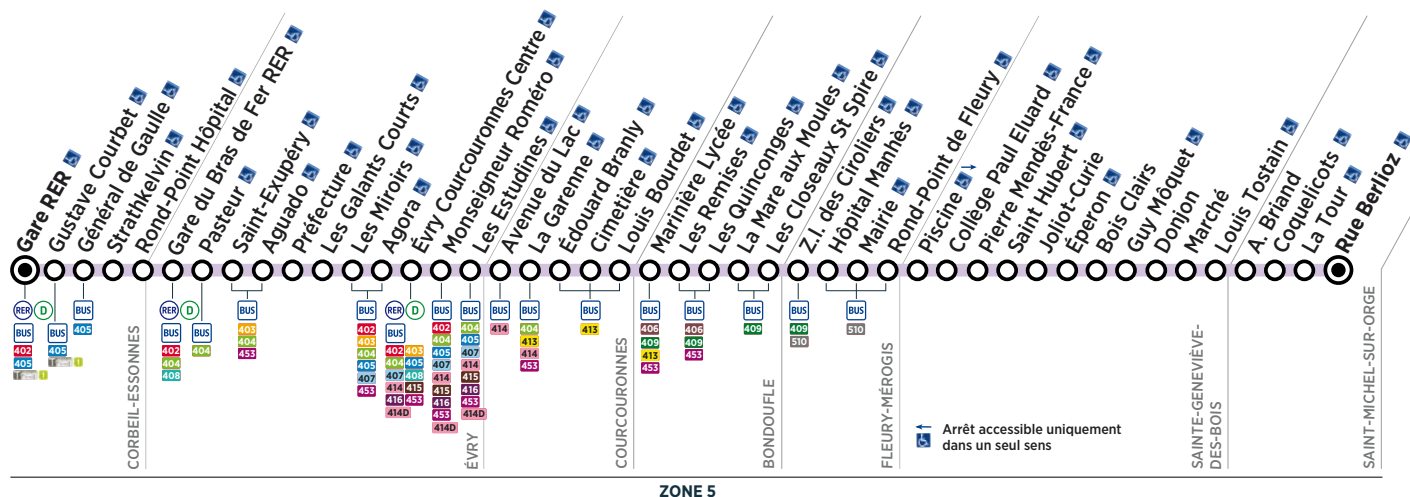 Gare RER
Gustave Courbet
Général de Gaulle
Strathkelvin
Rond-Point Hôpital
Gare du Bras de Fer RER
Pasteur
Saint-Exupéry
Aguado
Préfecture
Les Galants Courts
Les Miroirs
Agora
Évry Courcouronnes Centre
Monseigneur Roméro
Les Estudines
Avenue du Lac
La Garenne
Édouard Branly
Cimetière
Louis Bourdet
Marinière Lycée
Les Remises
Les Quinconges
La Mare aux Moules
Les Closeaux St Spire
Z.I. des Ciroliers
Hôpital Manhès
Mairie
Rond-Point de Fleury
Piscine
Collège Paul Eluard
Pierre Mendès-France
Saint Hubert
Joliot-Curie
Éperon
Bois Clairs
Guy Môquet
Donjon
Marché
Louis Tostain
A. Briand
Coquelicots
La Tour
Rue Berlioz
RER D
BUS
402
405
BUS
405
BUS
405
RER D
BUS
402
404
408
BUS
404
BUS
403
404
453
BUS
402
403
404
405
407
453
RER D
BUS
402 403
404 405
407 408
414 415
416 453
414D
BUS
402
404
405
407
414
415
416
453
414D
BUS
404
405
407
414
415
416
453
414D
BUS
414
BUS
404
413
414
453
BUS
413
BUS
406
409
413
453
BUS
406
409
453
BUS
409
BUS
409
510
BUS
510
CORBEIL-ESSONNES
ÉVRY
COURCOURONNES
BONDOUFLE
FLEURY-MÉROGIS
SAINTE-GENEVIÈVE-
DES-BOIS
SAINT-MICHEL-SUR-ORGE
Arrêt accessible uniquement
dans un seul sens
ZONE 5